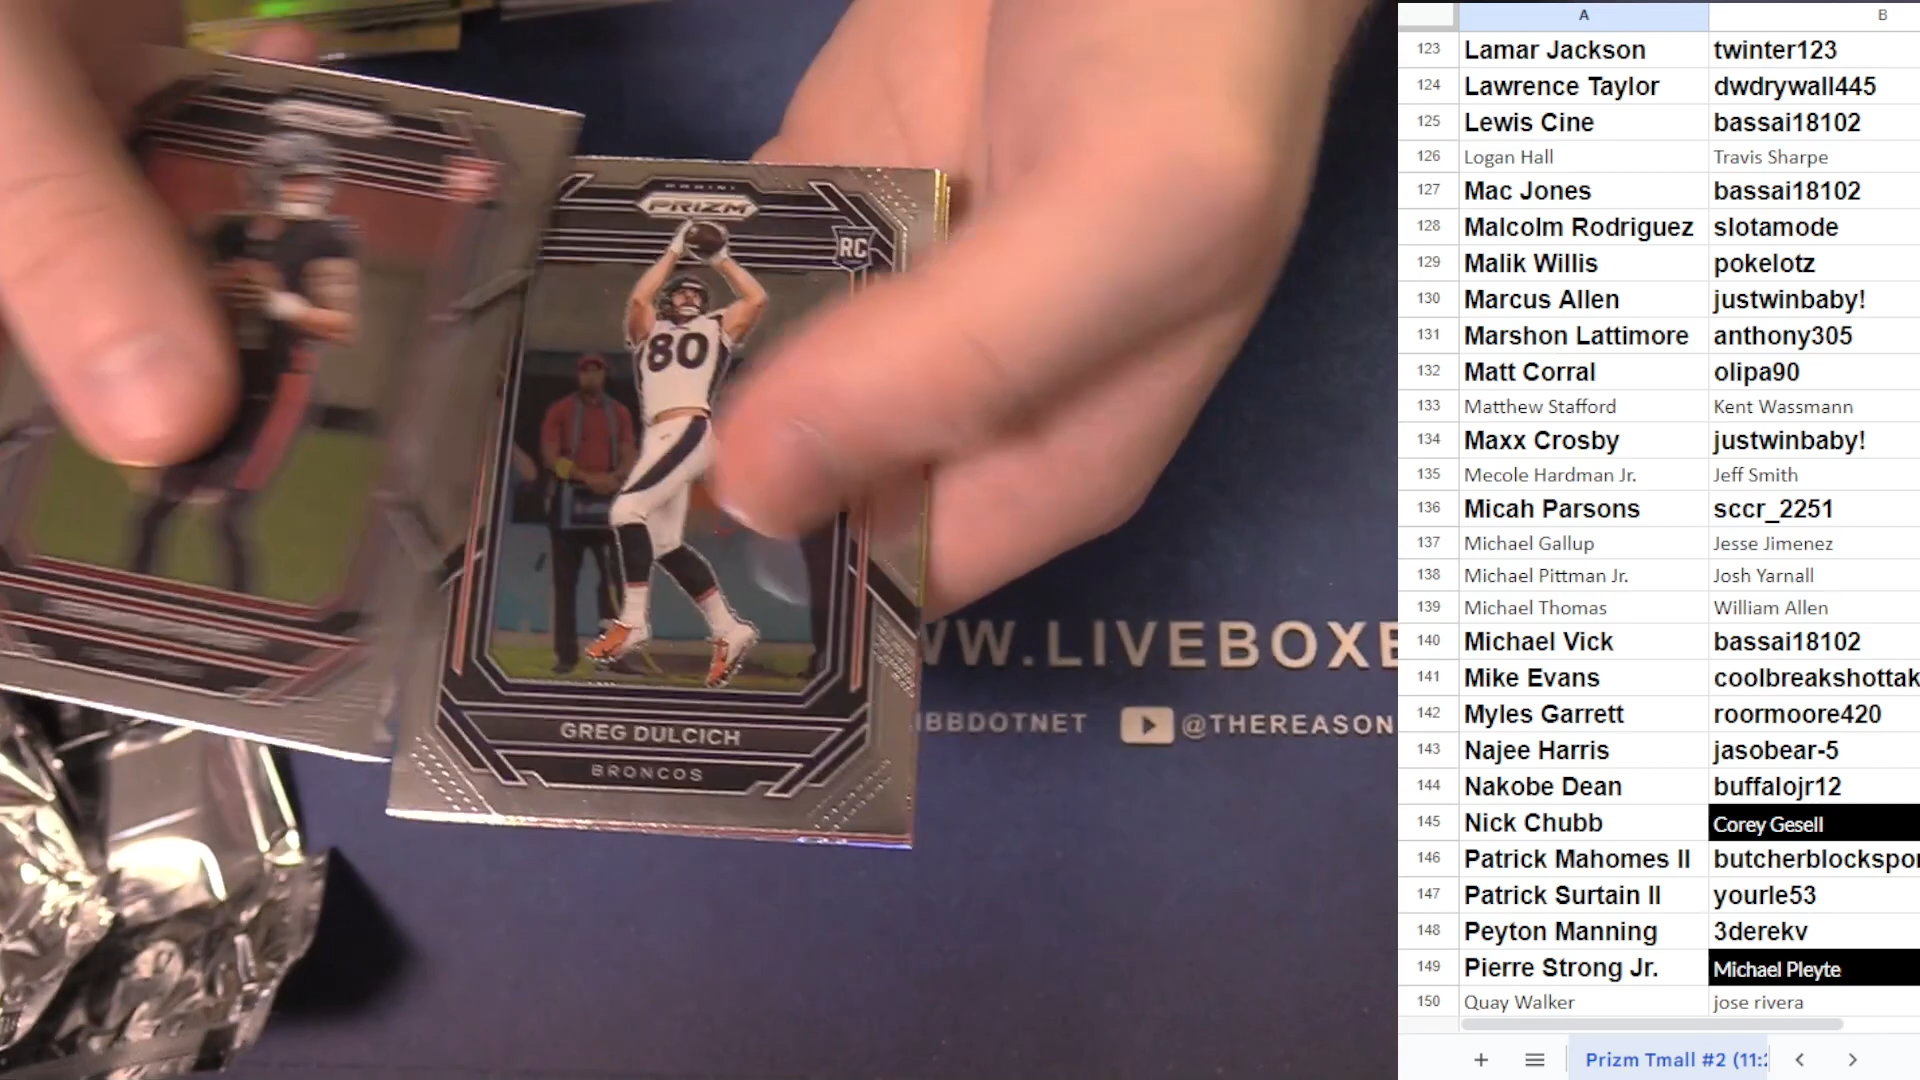 PANINI
PRIZM
RC
80
GREG DULCICH
BRONCOS
WW.LIVEBOXB
IBBDOTNET
@THEREASON
A B
123 Lamar Jackson twinter123
124 Lawrence Taylor dwdrywall445
125 Lewis Cine bassai18102
126 Logan Hall Travis Sharpe
127 Mac Jones bassai18102
128 Malcolm Rodriguez slotamode
129 Malik Willis pokelotz
130 Marcus Allen justwinbaby!
131 Marshon Lattimore anthony305
132 Matt Corral olipa90
133 Matthew Stafford Kent Wassmann
134 Maxx Crosby justwinbaby!
135 Mecole Hardman Jr. Jeff Smith
136 Micah Parsons sccr_2251
137 Michael Gallup Jesse Jimenez
138 Michael Pittman Jr. Josh Yarnall
139 Michael Thomas William Allen
140 Michael Vick bassai18102
141 Mike Evans coolbreakshottak
142 Myles Garrett roormoore420
143 Najee Harris jasobear-5
144 Nakobe Dean buffalojr12
145 Nick Chubb Corey Gesell
146 Patrick Mahomes II butcherblockspor
147 Patrick Surtain II yourle53
148 Peyton Manning 3derekv
149 Pierre Strong Jr. Michael Pleyte
150 Quay Walker jose rivera
Prizm Tmall #2 (11:2